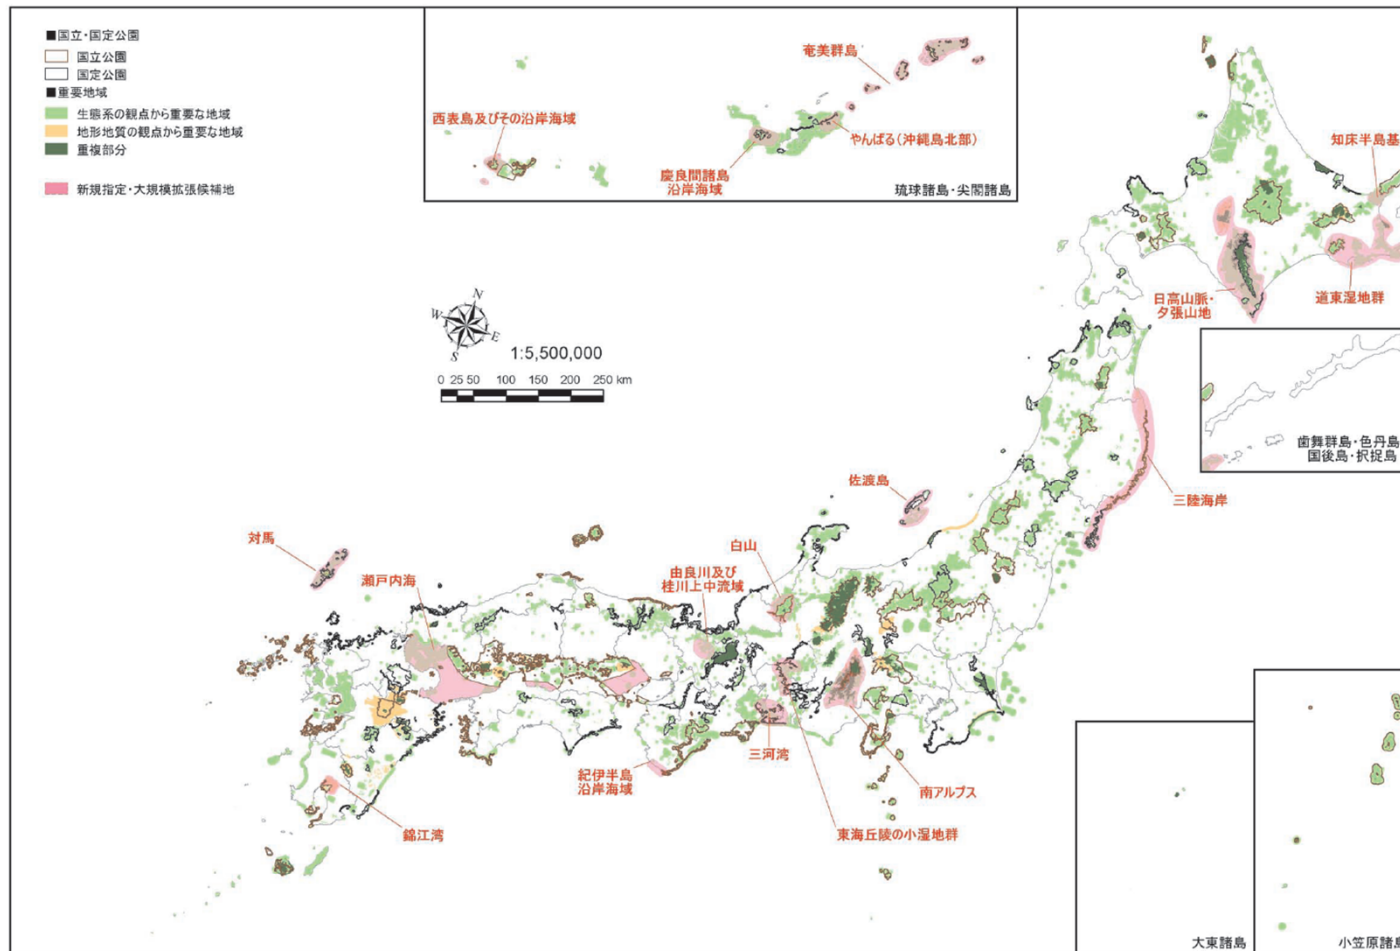 ■国立・国定公園
国立公園
国定公園
■重要地域
生態系の観点から重要な地域
地形地質の観点から重要な地域
重複部分
新規指定・大規模拡張候補地
奄美群島
西表島及びその沿岸海域
やんばる(沖縄島北部)
慶良間諸島
沿岸海域
琉球諸島・尖閣諸島
知床半島基
日高山脈・
夕張山地
道東湿地群
N
W
E
S
1:5,500,000
0 25 50 100 150 200 250 km
歯舞群島・色丹島
国後島・択捉島
三陸海岸
佐渡島
対馬
白山
瀬戸内海
由良川及び
桂川上中流域
紀伊半島
沿岸海域
三河湾
南アルプス
東海丘陵の小湿地群
錦江湾
大東諸島
小笠原諸島